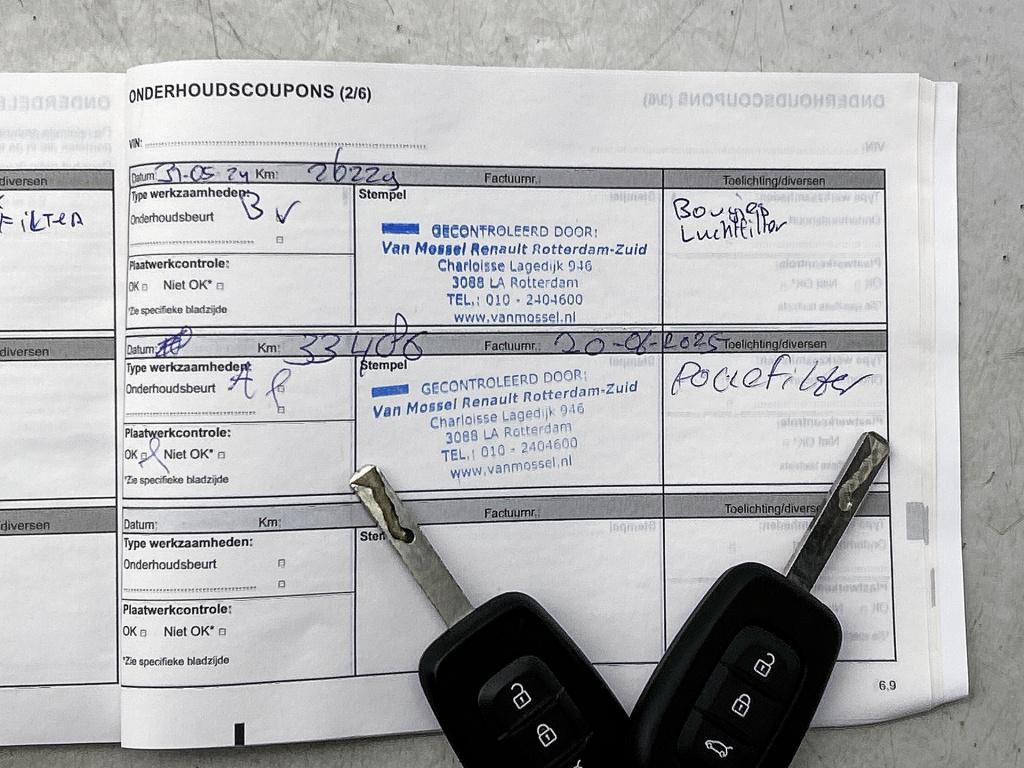 diversen
FiltEr
diversen
diversen
ONDERHOUDSCOUPONS (2/6)
VIN:
Datum: 31-05 24 Km: 26229 Factuurnr.: Toelichting/diversen
Type werkzaamheden: B
Onderhoudsbeurt
Plaatwerkcontrole:
OK Niet OK*
*Zie specifieke bladzijde
Stempel
GECONTROLEERD DOOR:
Van Mossel Renault Rotterdam-Zuid
Charloisse Lagedijk 946
3088 LA Rotterdam
TEL.: 010 - 2404600
www.vanmossel.nl
Bougies
Luchtfilter
Datum: Km: 33486 Factuurnr.: 20-06-2025 Toelichting/diversen
Type werkzaamheden: A
Onderhoudsbeurt
Plaatwerkcontrole:
OK Niet OK*
*Zie specifieke bladzijde
Stempel
GECONTROLEERD DOOR:
Van Mossel Renault Rotterdam-Zuid
Charloisse Lagedijk 946
3088 LA Rotterdam
TEL.: 010 - 2404600
www.vanmossel.nl
Datum: Km: Factuurnr.: Toelichting/diversen
Type werkzaamheden:
Onderhoudsbeurt
Plaatwerkcontrole:
OK Niet OK*
*Zie specifieke bladzijde
6.9